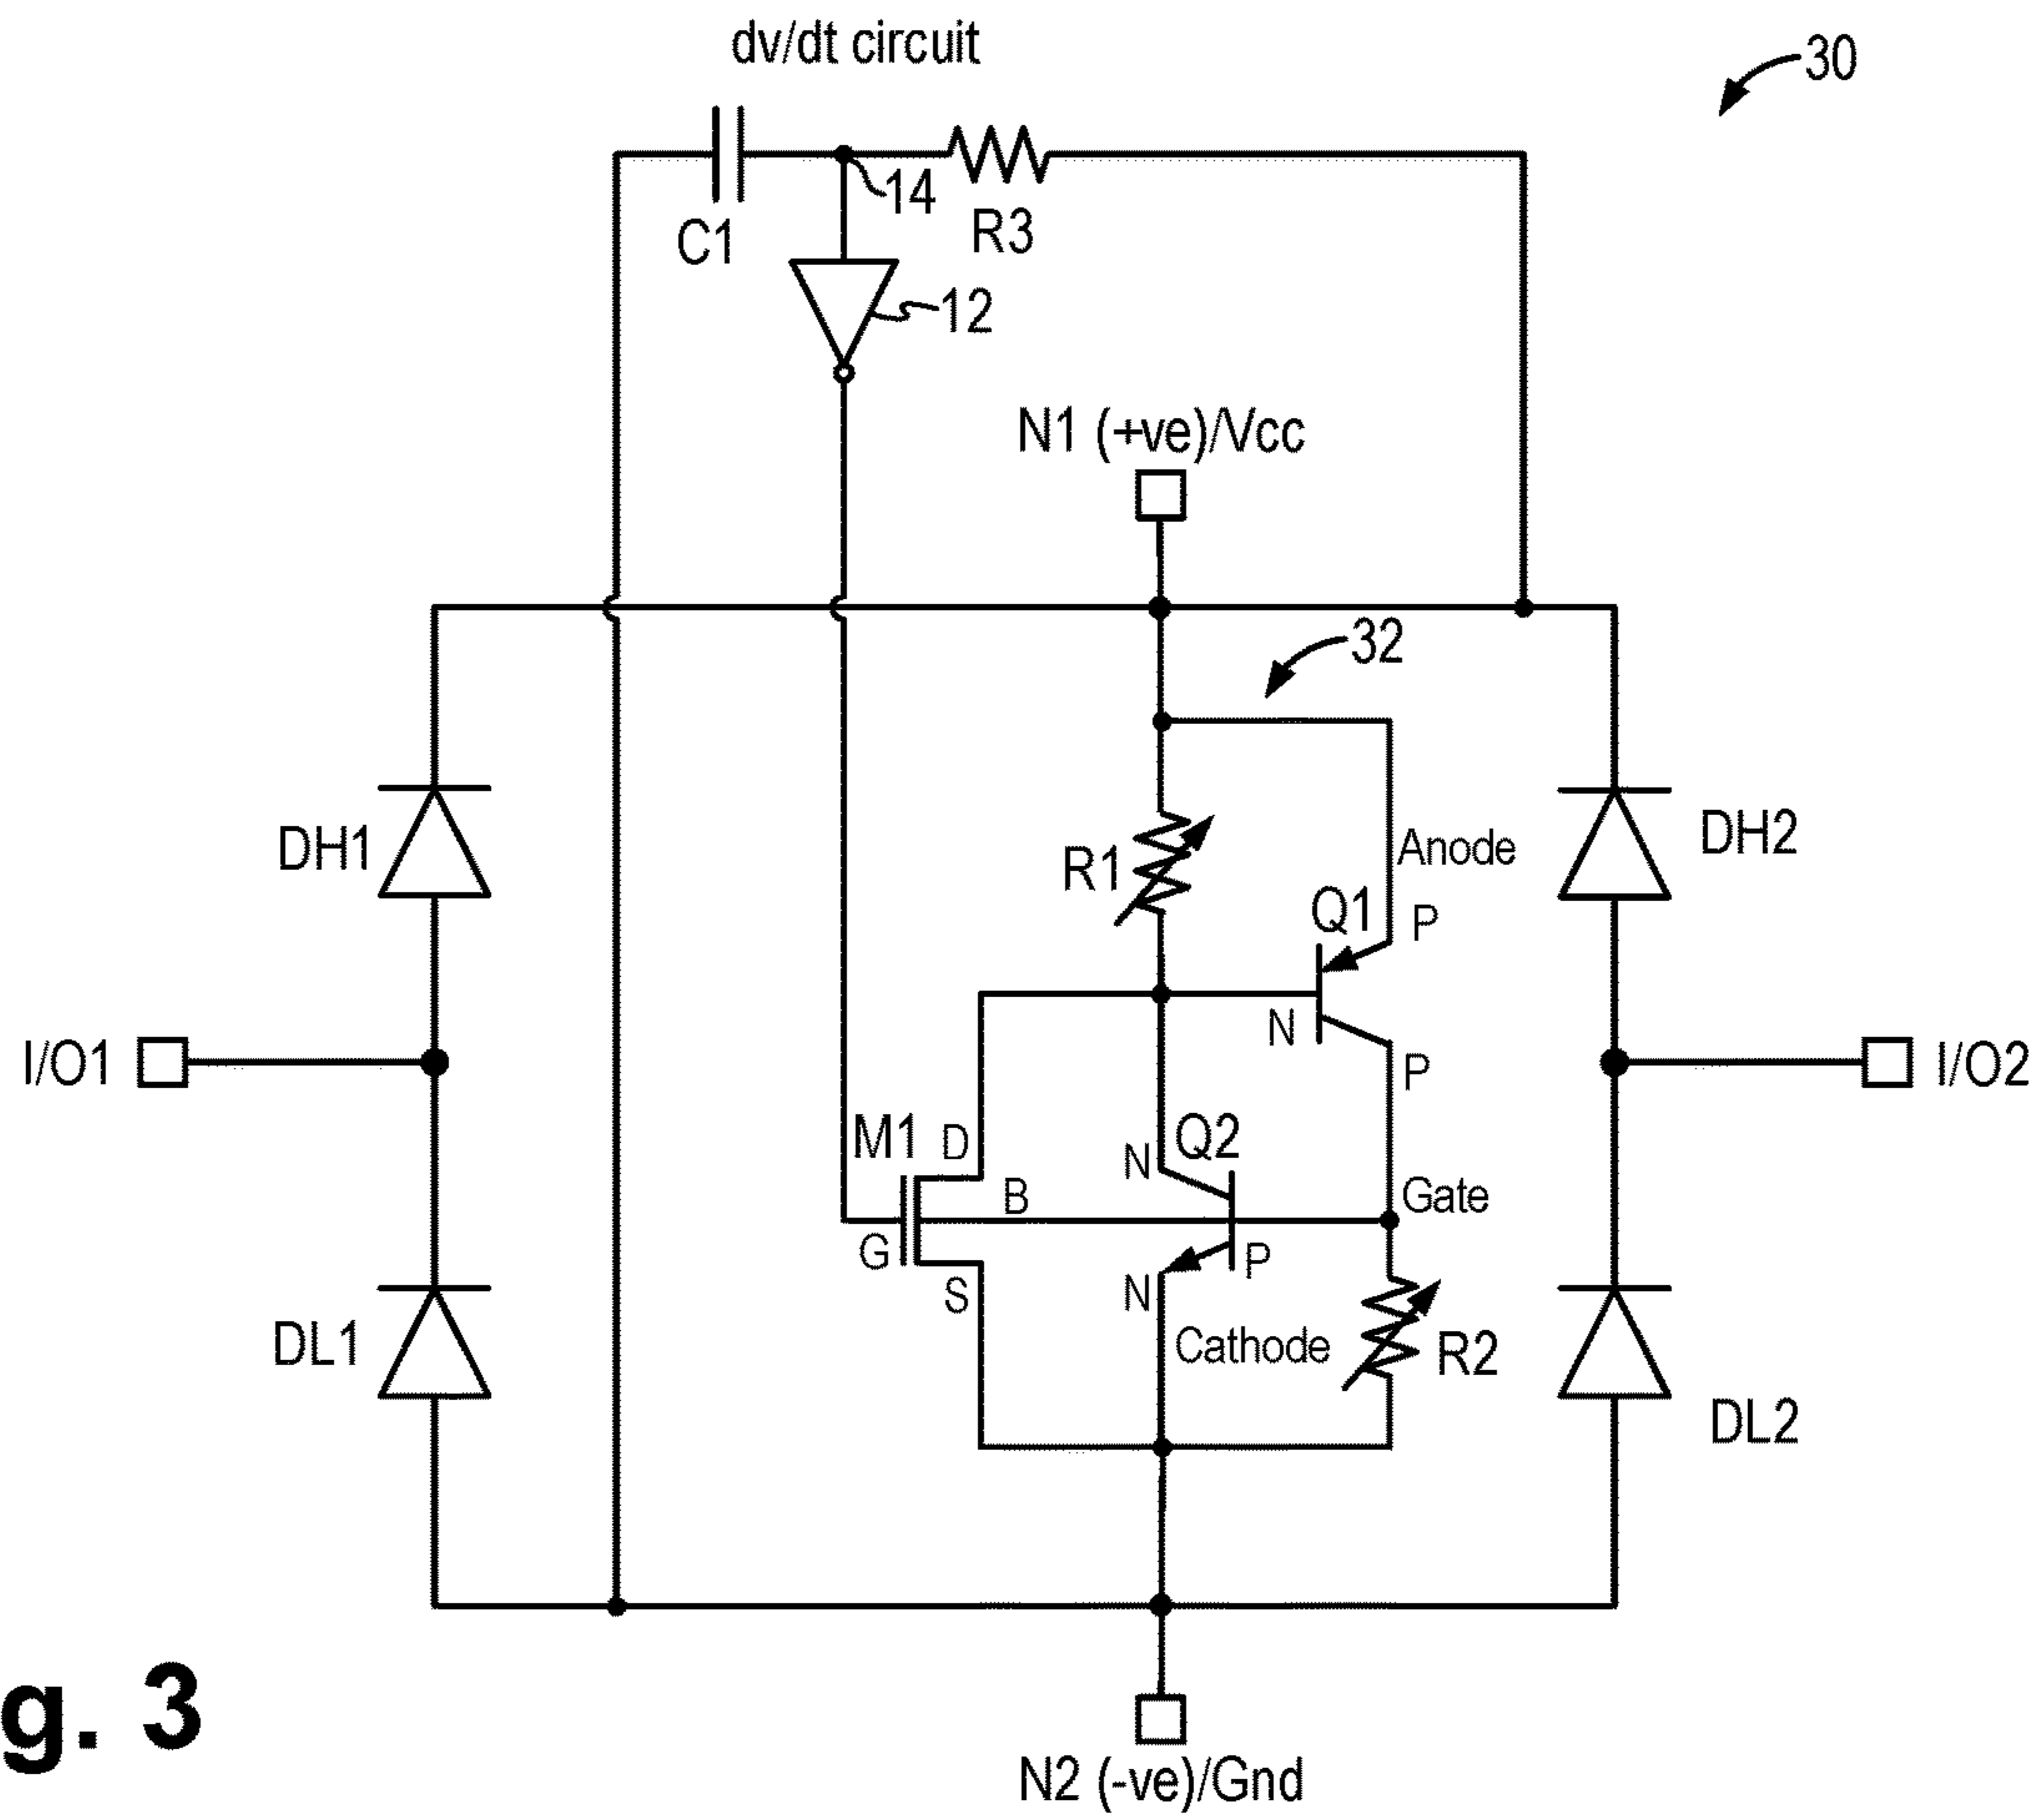 dv/dt circuit
30
14
C1
R3
12
N1 (+ve)/Vcc
32
DH1
R1
Anode
DH2
Q1
P
N
I/O1
P
I/O2
M1
D
N
Q2
B
Gate
G
P
S
N
DL1
Cathode
R2
DL2
g. 3
N2 (-ve)/Gnd